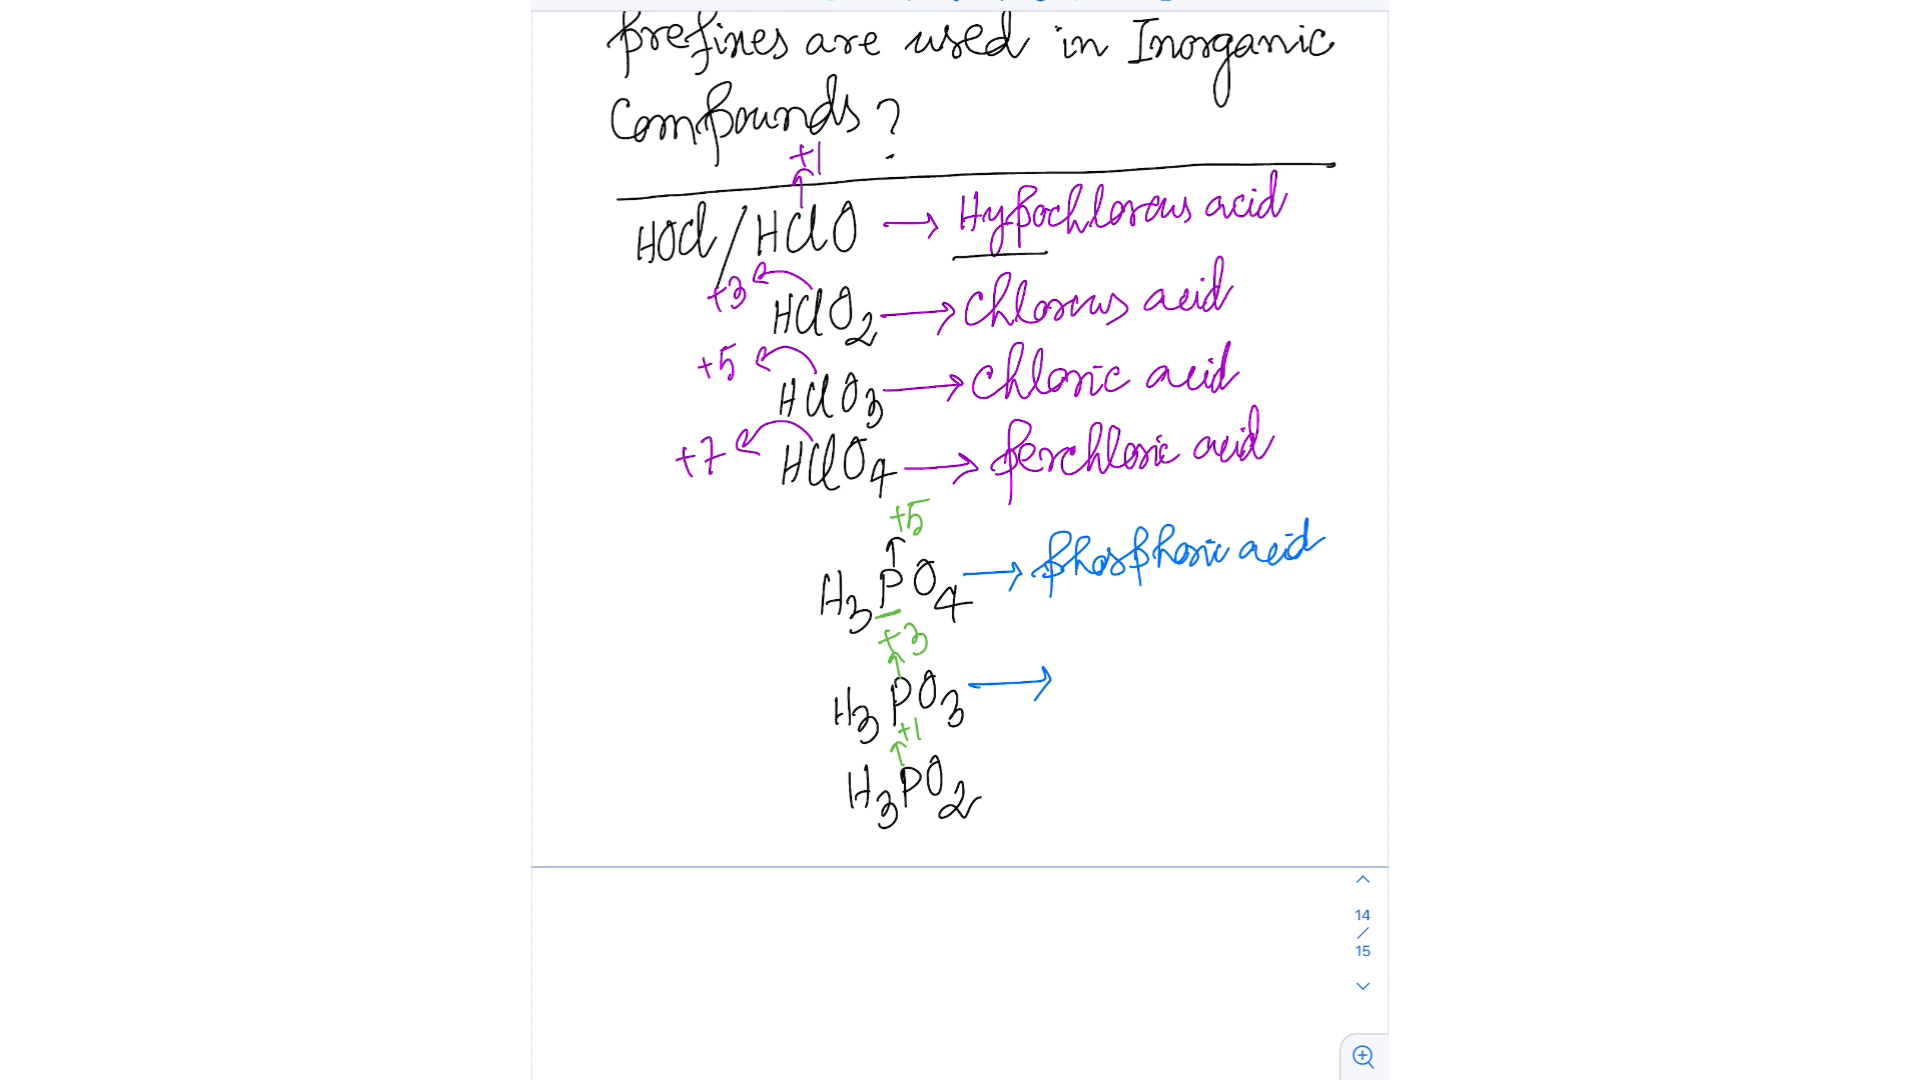 prefixes are used in Inorganic
Compounds?
+1
HOCl/HClO → Hypochlorous acid
+3
HClO2 → Chlorous acid
+5
HClO3 → Chloric acid
+7 HClO4 → perchloric acid
+5
H3PO4 → phosphoric acid
+3
H3PO3 →
+1
H3PO2
14
/
15